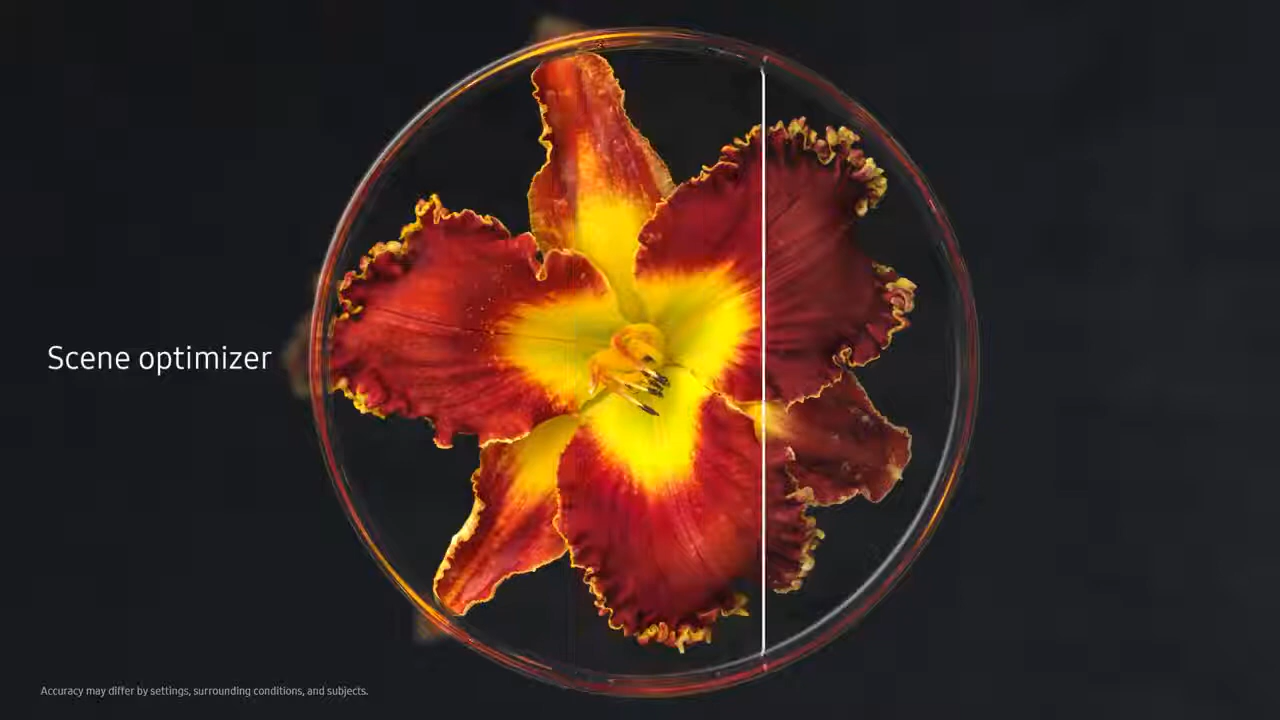 Scene optimizer
Accuracy may differ by settings, surrounding conditions, and subjects.